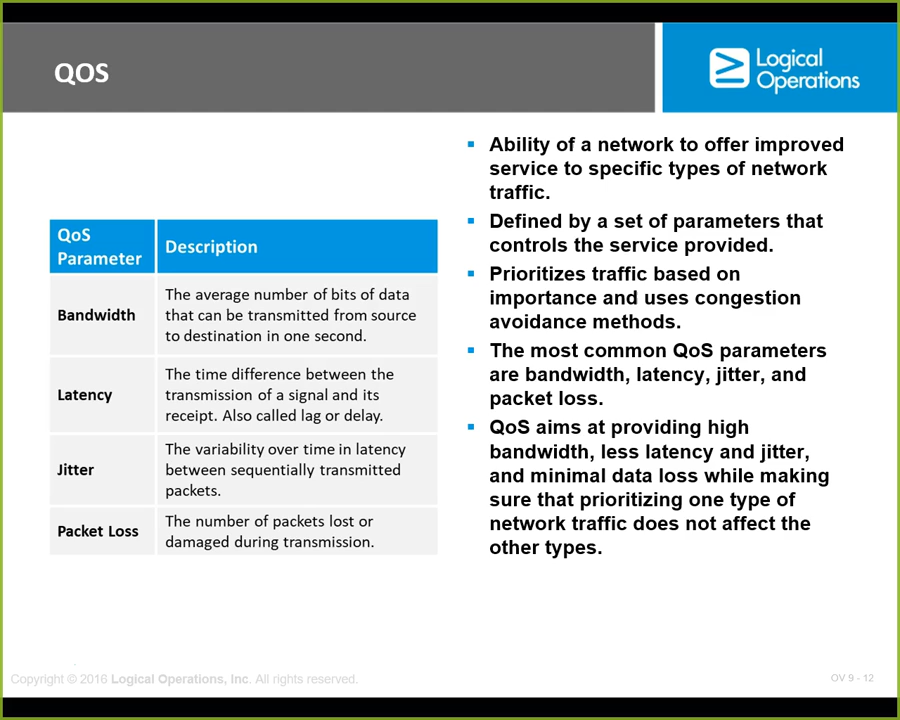 QOS
Logical
Operations
QoS
Parameter
Description
Bandwidth
The average number of bits of data
that can be transmitted from source
to destination in one second.
Latency
The time difference between the
transmission of a signal and its
receipt. Also called lag or delay.
Jitter
The variability over time in latency
between sequentially transmitted
packets.
Packet Loss
The number of packets lost or
damaged during transmission.
Ability of a network to offer improved
service to specific types of network
traffic.
Defined by a set of parameters that
controls the service provided.
Prioritizes traffic based on
importance and uses congestion
avoidance methods.
The most common QoS parameters
are bandwidth, latency, jitter, and
packet loss.
QoS aims at providing high
bandwidth, less latency and jitter,
and minimal data loss while making
sure that prioritizing one type of
network traffic does not affect the
other types.
Copyright © 2016 Logical Operations, Inc. All rights reserved.
OV 9 - 12